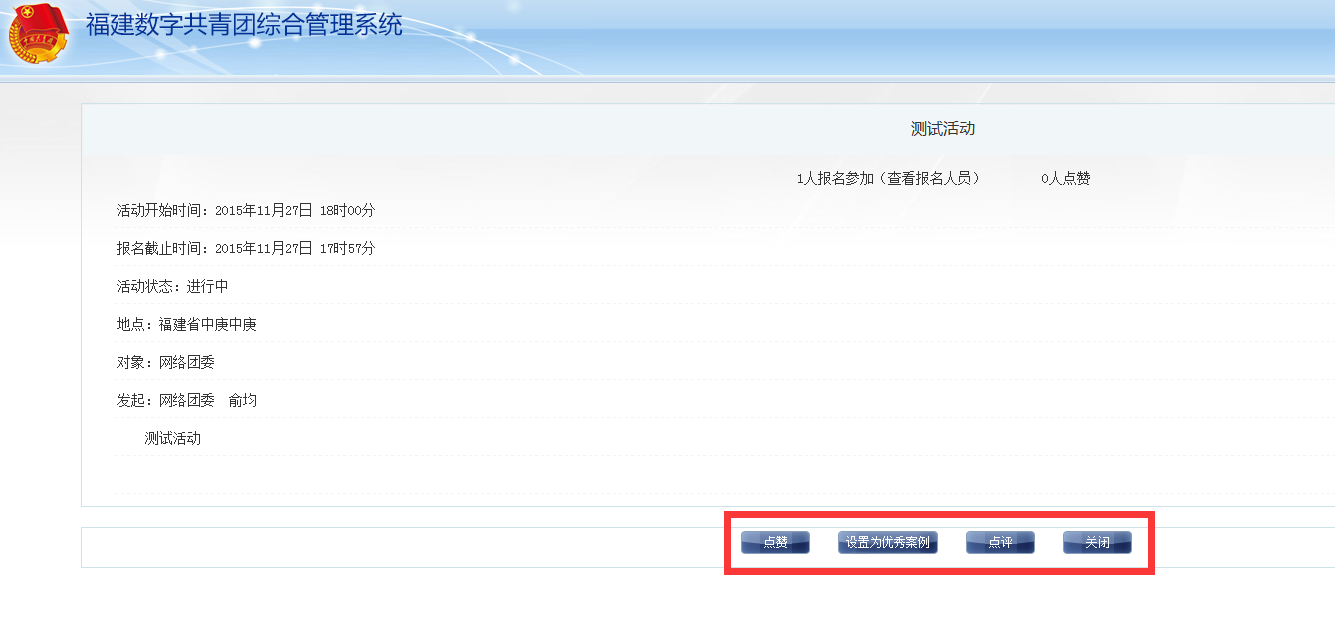 福建数字共青团综合管理系统
测试活动
1人报名参加（查看报名人员） 0人点赞
活动开始时间：2015年11月27日 18时00分
报名截止时间：2015年11月27日 17时57分
活动状态：进行中
地点：福建省中庚中庚
对象：网络团委
发起：网络团委 俞均
测试活动
点赞 设置为优秀案例 点评 关闭